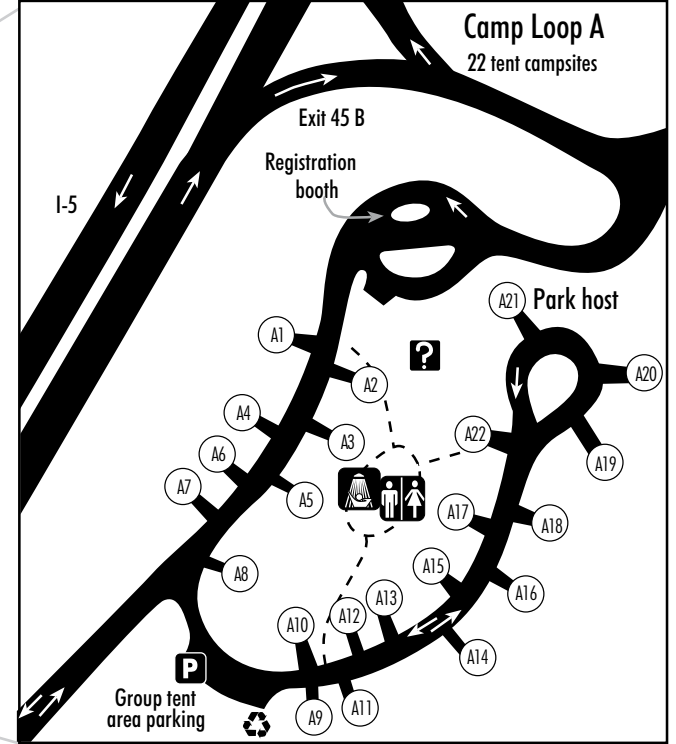 Camp Loop A
22 tent campsites
Exit 45 B
Registration
booth
I-5
A21
Park host
A1
?
A20
A2
A4
A3
A22
A6
A19
A7
A5
A17
A18
A8
A15
A16
A13
A12
A10
A14
P
Group tent
area parking
A9
A11